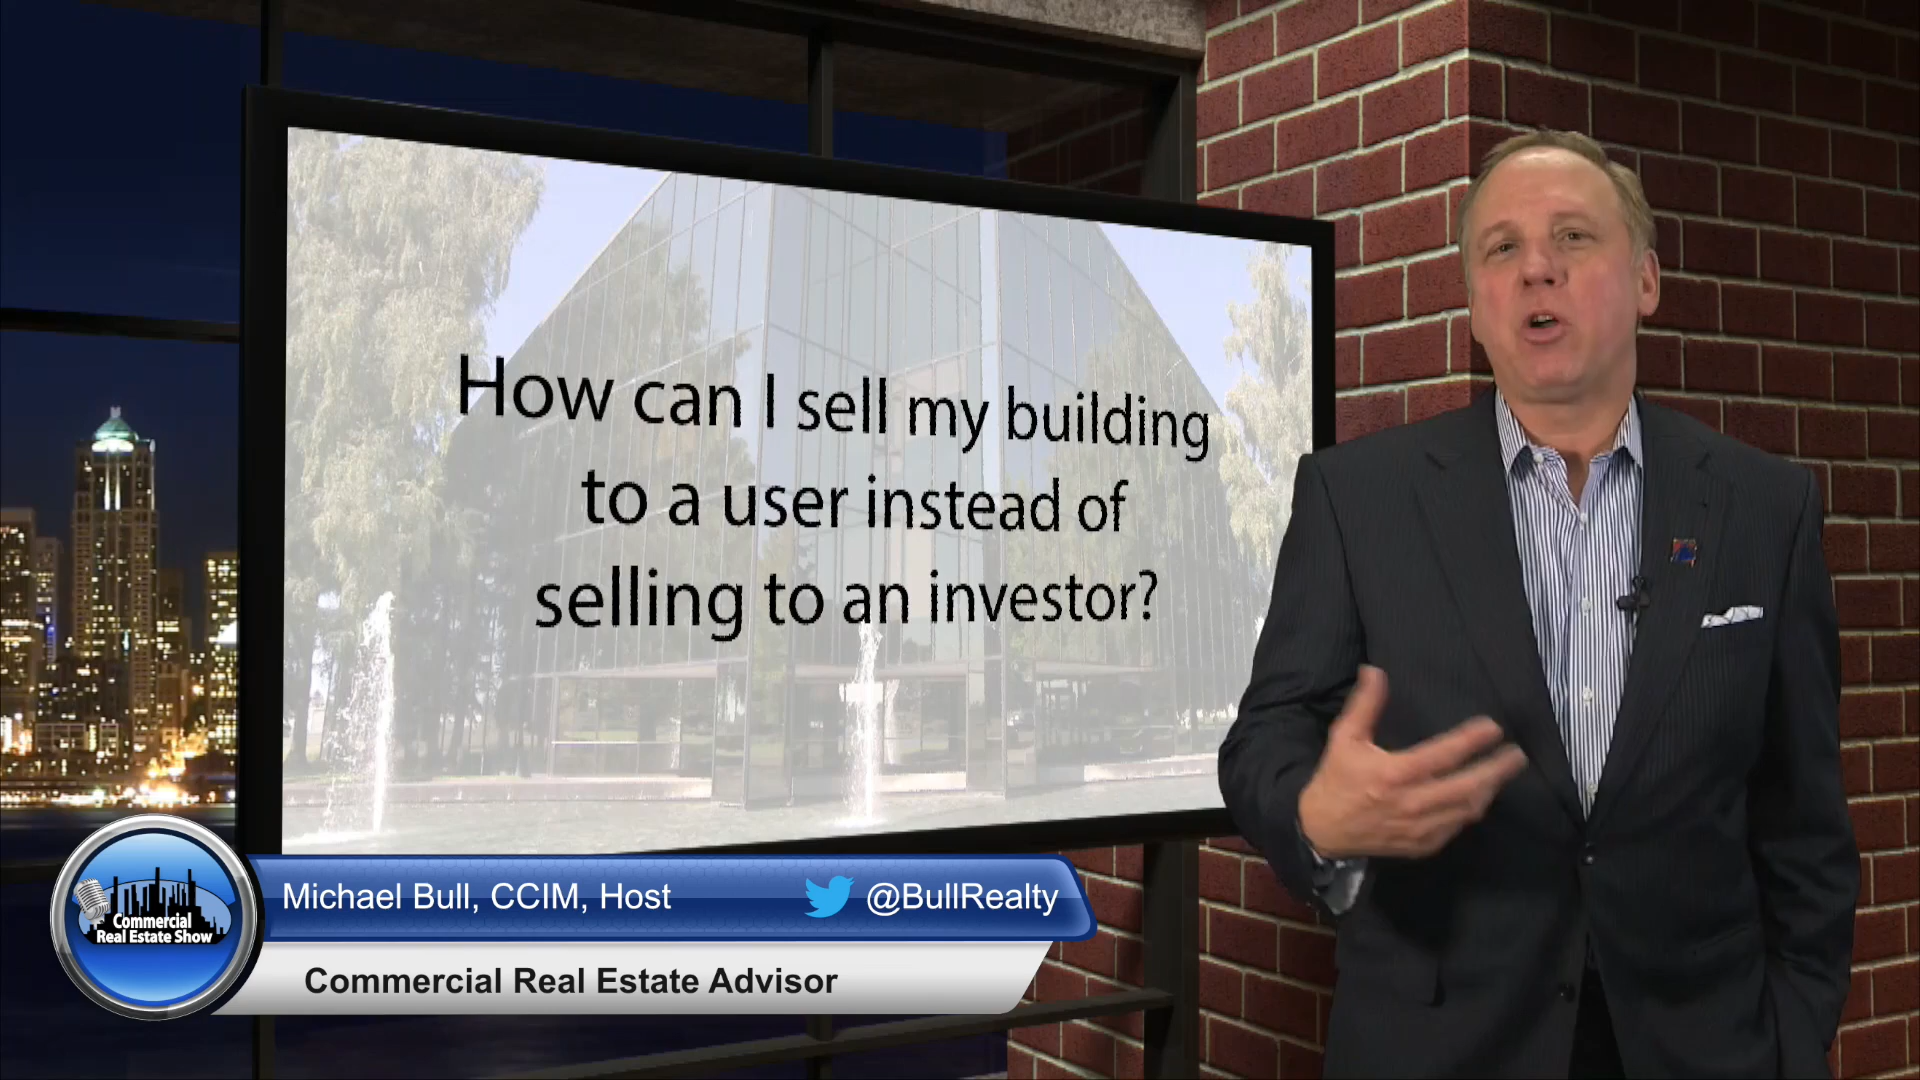 How can I sell my building
to a user instead of
selling to an investor?
Michael Bull, CCIM, Host
@BullRealty
Commercial
Real Estate Show
Commercial Real Estate Advisor